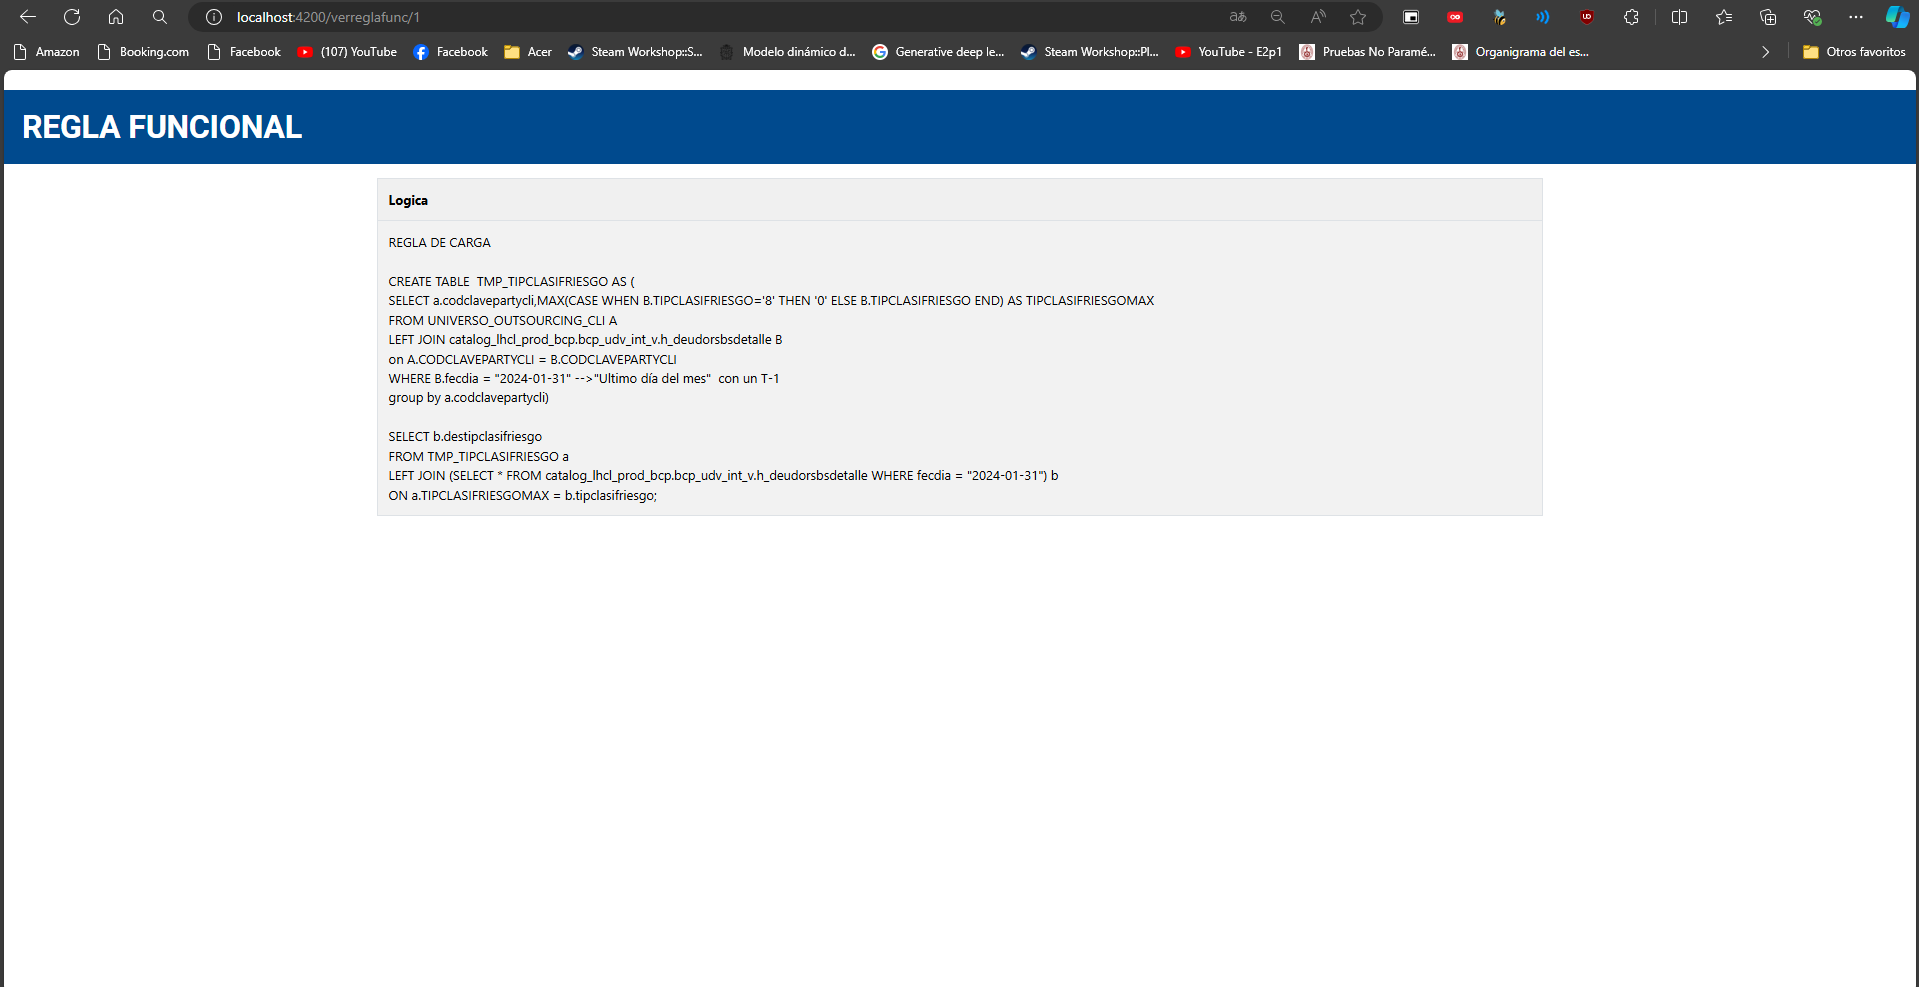 localhost:4200/verreglafunc/1
Amazon
Booking.com
Facebook
(107) YouTube
Facebook
Acer
Steam Workshop::S...
Modelo dinámico d...
Generative deep le...
Steam Workshop::Pl...
YouTube - E2p1
Pruebas No Paramé...
Organigrama del es...
Otros favoritos
REGLA FUNCIONAL
Logica
REGLA DE CARGA
CREATE TABLE  TMP_TIPCLASIFRIESGO AS (
SELECT a.codclavepartycli,MAX(CASE WHEN B.TIPCLASIFRIESGO='8' THEN '0' ELSE B.TIPCLASIFRIESGO END) AS TIPCLASIFRIESGOMAX
FROM UNIVERSO_OUTSOURCING_CLI A
LEFT JOIN catalog_lhcl_prod_bcp.bcp_udv_int_v.h_deudorsbsdetalle B
on A.CODCLAVEPARTYCLI = B.CODCLAVEPARTYCLI
WHERE B.fecdia = "2024-01-31" -->"Ultimo día del mes"  con un T-1
group by a.codclavepartycli)
SELECT b.destipclasifriesgo
FROM TMP_TIPCLASIFRIESGO a
LEFT JOIN (SELECT * FROM catalog_lhcl_prod_bcp.bcp_udv_int_v.h_deudorsbsdetalle WHERE fecdia = "2024-01-31") b
ON a.TIPCLASIFRIESGOMAX = b.tipclasifriesgo;